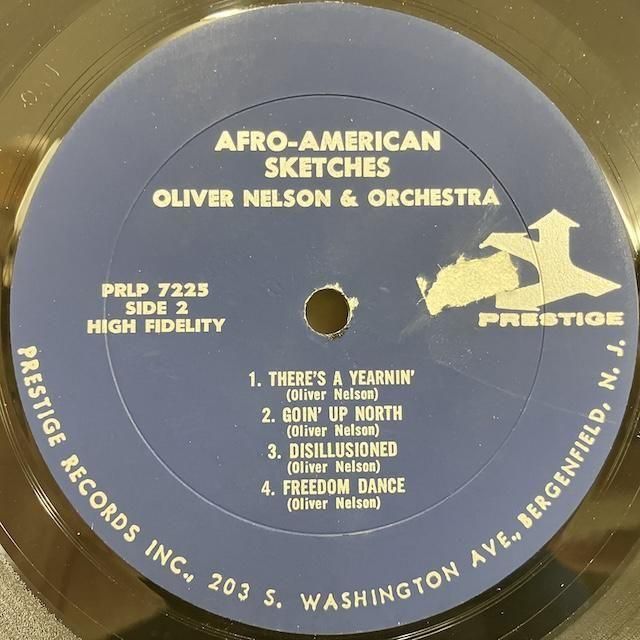 AFRO-AMERICAN
SKETCHES
OLIVER NELSON & ORCHESTRA
PRLP 7225
SIDE 2
HIGH FIDELITY
PRESTIGE
1. THERE'S A YEARNIN'
(Oliver Nelson)
2. GOIN' UP NORTH
(Oliver Nelson)
3. DISILLUSIONED
(Oliver Nelson)
4. FREEDOM DANCE
(Oliver Nelson)
PRESTIGE RECORDS INC., 203 S. WASHINGTON AVE., BERGENFIELD, N. J.